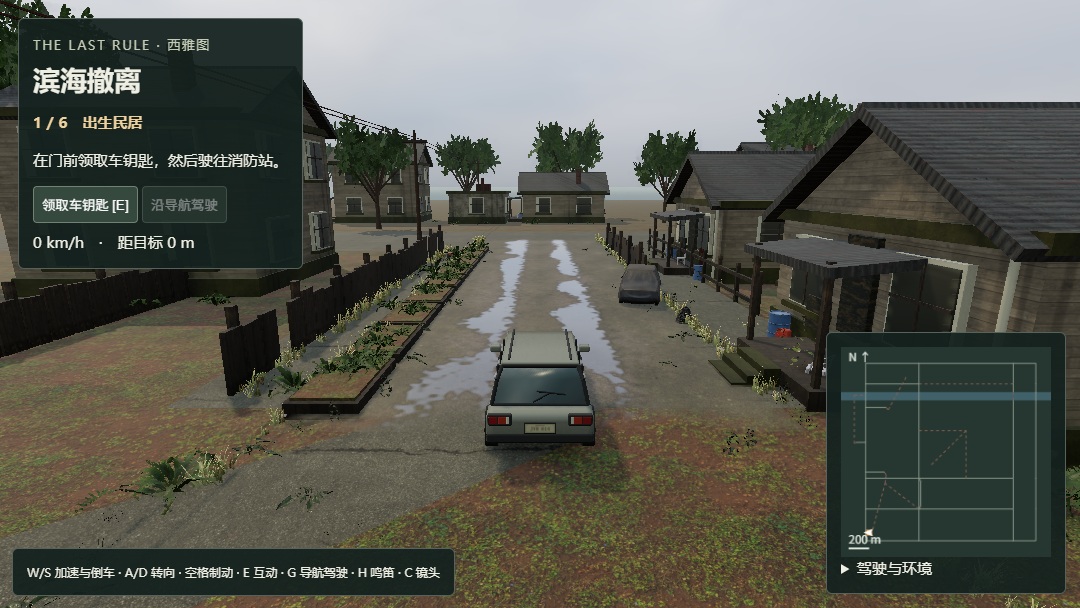 THE LAST RULE · 西雅图
滨海撤离
1 / 6 出生民居
在门前领取车钥匙，然后驶往消防站。
领取车钥匙 [E] 沿导航驾驶
0 km/h · 距目标 0 m
N ↑
200 m
▶ 驾驶与环境
W/S 加速与倒车 · A/D 转向 · 空格制动 · E 互动 · G 导航驾驶 · H 鸣笛 · C 镜头